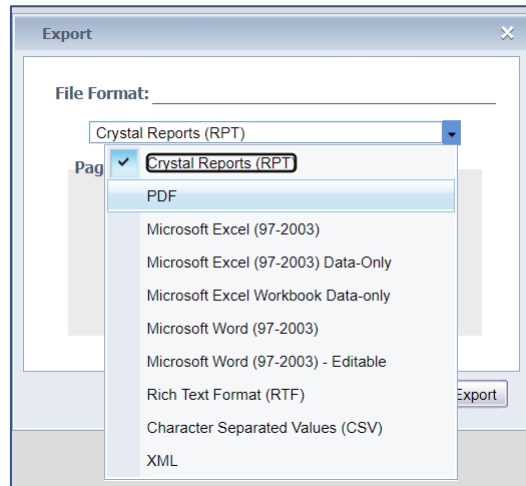 Export
File Format:
Crystal Reports (RPT)
Pag
Crystal Reports (RPT)
PDF
Microsoft Excel (97-2003)
Microsoft Excel (97-2003) Data-Only
Microsoft Excel Workbook Data-only
Microsoft Word (97-2003)
Microsoft Word (97-2003) - Editable
Rich Text Format (RTF)
Export
Character Separated Values (CSV)
XML